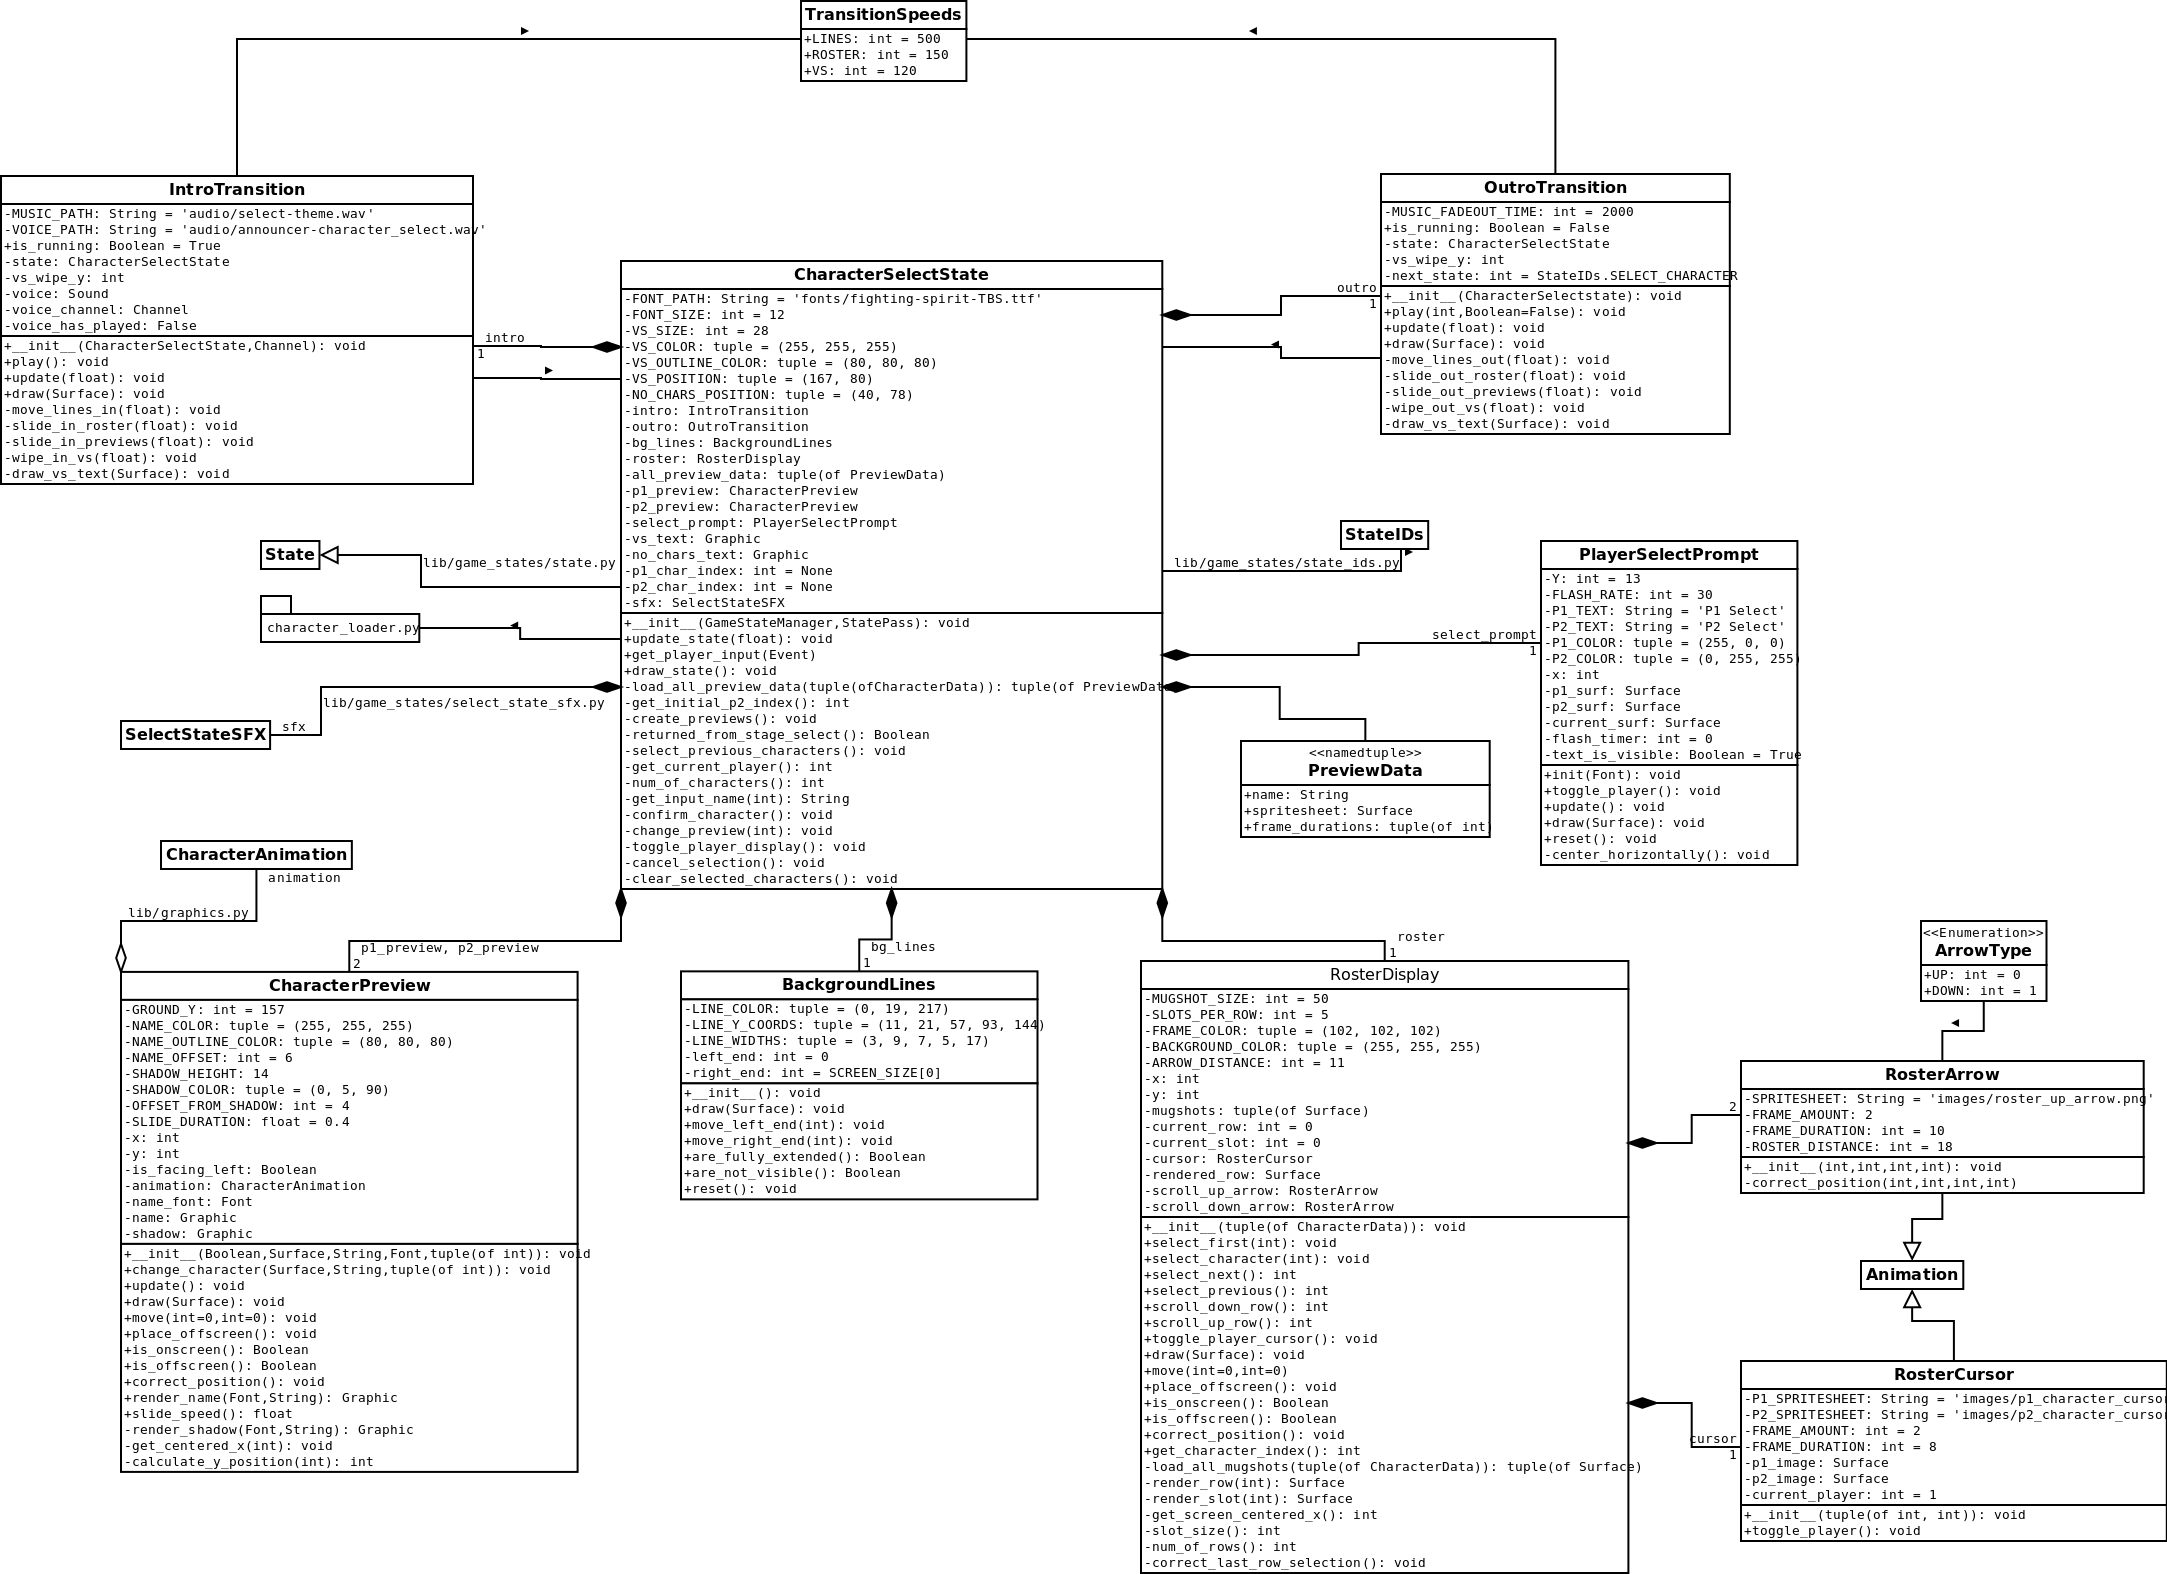 TransitionSpeeds
+LINES: int = 500
+ROSTER: int = 150
+VS: int = 120
IntroTransition
-MUSIC_PATH: String = 'audio/select-theme.wav'
-VOICE_PATH: String = 'audio/announcer-character_select.wav'
+is_running: Boolean = True
-state: CharacterSelectState
-vs_wipe_y: int
-voice: Sound
-voice_channel: Channel
-voice_has_played: False
+__init__(CharacterSelectState,Channel): void
+play(): void
+update(float): void
+draw(Surface): void
-move_lines_in(float): void
-slide_in_roster(float): void
-slide_in_previews(float): void
-wipe_in_vs(float): void
-draw_vs_text(Surface): void
intro
1
CharacterSelectState
-FONT_PATH: String = 'fonts/fighting-spirit-TBS.ttf'
-FONT_SIZE: int = 12
-VS_SIZE: int = 28
-VS_COLOR: tuple = (255, 255, 255)
-VS_OUTLINE_COLOR: tuple = (80, 80, 80)
-VS_POSITION: tuple = (167, 80)
-NO_CHARS_POSITION: tuple = (40, 78)
-intro: IntroTransition
-outro: OutroTransition
-bg_lines: BackgroundLines
-roster: RosterDisplay
-all_preview_data: tuple(of PreviewData)
-p1_preview: CharacterPreview
-p2_preview: CharacterPreview
-select_prompt: PlayerSelectPrompt
-vs_text: Graphic
-no_chars_text: Graphic
-p1_char_index: int = None
-p2_char_index: int = None
-sfx: SelectStateSFX
+__init__(GameStateManager,StatePass): void
+update_state(float): void
+get_player_input(Event)
+draw_state(): void
-load_all_preview_data(tuple(ofCharacterData)): tuple(of PreviewData
-get_initial_p2_index(): int
-create_previews(): void
-returned_from_stage_select(): Boolean
-select_previous_characters(): void
-get_current_player(): int
-num_of_characters(): int
-get_input_name(int): String
-confirm_character(): void
-change_preview(int): void
-toggle_player_display(): void
-cancel_selection(): void
-clear_selected_characters(): void
outro
1
OutroTransition
-MUSIC_FADEOUT_TIME: int = 2000
+is_running: Boolean = False
-state: CharacterSelectState
-vs_wipe_y: int
-next_state: int = StateIDs.SELECT_CHARACTER
+__init__(CharacterSelectstate): void
+play(int,Boolean=False): void
+update(float): void
+draw(Surface): void
-move_lines_out(float): void
-slide_out_roster(float): void
-slide_out_previews(float): void
-wipe_out_vs(float): void
-draw_vs_text(Surface): void
State
lib/game_states/state.py
character_loader.py
lib/game_states/select_state_sfx.py
SelectStateSFX
sfx
StateIDs
lib/game_states/state_ids.py
select_prompt
1
PlayerSelectPrompt
-Y: int = 13
-FLASH_RATE: int = 30
-P1_TEXT: String = 'P1 Select'
-P2_TEXT: String = 'P2 Select'
-P1_COLOR: tuple = (255, 0, 0)
-P2_COLOR: tuple = (0, 255, 255)
-x: int
-p1_surf: Surface
-p2_surf: Surface
-current_surf: Surface
-flash_timer: int = 0
-text_is_visible: Boolean = True
+init(Font): void
+toggle_player(): void
+update(): void
+draw(Surface): void
+reset(): void
-center_horizontally(): void
<<namedtuple>>
PreviewData
+name: String
+spritesheet: Surface
+frame_durations: tuple(of int)
CharacterAnimation
animation
lib/graphics.py
p1_preview, p2_preview
2
CharacterPreview
-GROUND_Y: int = 157
-NAME_COLOR: tuple = (255, 255, 255)
-NAME_OUTLINE_COLOR: tuple = (80, 80, 80)
-NAME_OFFSET: int = 6
-SHADOW_HEIGHT: 14
-SHADOW_COLOR: tuple = (0, 5, 90)
-OFFSET_FROM_SHADOW: int = 4
-SLIDE_DURATION: float = 0.4
-x: int
-y: int
-is_facing_left: Boolean
-animation: CharacterAnimation
-name_font: Font
-name: Graphic
-shadow: Graphic
+__init__(Boolean,Surface,String,Font,tuple(of int)): void
+change_character(Surface,String,tuple(of int)): void
+update(): void
+draw(Surface): void
+move(int=0,int=0): void
+place_offscreen(): void
+is_onscreen(): Boolean
+is_offscreen(): Boolean
+correct_position(): void
+render_name(Font,String): Graphic
+slide_speed(): float
-render_shadow(Font,String): Graphic
-get_centered_x(int): void
-calculate_y_position(int): int
bg_lines
1
BackgroundLines
-LINE_COLOR: tuple = (0, 19, 217)
-LINE_Y_COORDS: tuple = (11, 21, 57, 93, 144)
-LINE_WIDTHS: tuple = (3, 9, 7, 5, 17)
-left_end: int = 0
-right_end: int = SCREEN_SIZE[0]
+__init__(): void
+draw(Surface): void
+move_left_end(int): void
+move_right_end(int): void
+are_fully_extended(): Boolean
+are_not_visible(): Boolean
+reset(): void
roster
1
RosterDisplay
-MUGSHOT_SIZE: int = 50
-SLOTS_PER_ROW: int = 5
-FRAME_COLOR: tuple = (102, 102, 102)
-BACKGROUND_COLOR: tuple = (255, 255, 255)
-ARROW_DISTANCE: int = 11
-x: int
-y: int
-mugshots: tuple(of Surface)
-current_row: int = 0
-current_slot: int = 0
-cursor: RosterCursor
-rendered_row: Surface
-scroll_up_arrow: RosterArrow
-scroll_down_arrow: RosterArrow
+__init__(tuple(of CharacterData)): void
+select_first(int): void
+select_character(int): void
+select_next(): int
+select_previous(): int
+scroll_down_row(): int
+scroll_up_row(): int
+toggle_player_cursor(): void
+draw(Surface): void
+move(int=0,int=0)
+place_offscreen(): void
+is_onscreen(): Boolean
+is_offscreen(): Boolean
+correct_position(): void
+get_character_index(): int
-load_all_mugshots(tuple(of CharacterData)): tuple(of Surface)
-render_row(int): Surface
-render_slot(int): Surface
-get_screen_centered_x(): int
-slot_size(): int
-num_of_rows(): int
-correct_last_row_selection(): void
<<Enumeration>>
ArrowType
+UP: int = 0
+DOWN: int = 1
2
RosterArrow
-SPRITESHEET: String = 'images/roster_up_arrow.png'
-FRAME_AMOUNT: 2
-FRAME_DURATION: int = 10
-ROSTER_DISTANCE: int = 18
+__init__(int,int,int,int): void
-correct_position(int,int,int,int)
Animation
cursor
1
RosterCursor
-P1_SPRITESHEET: String = 'images/p1_character_cursor
-P2_SPRITESHEET: String = 'images/p2_character_cursor
-FRAME_AMOUNT: int = 2
-FRAME_DURATION: int = 8
-p1_image: Surface
-p2_image: Surface
-current_player: int = 1
+__init__(tuple(of int, int)): void
+toggle_player(): void